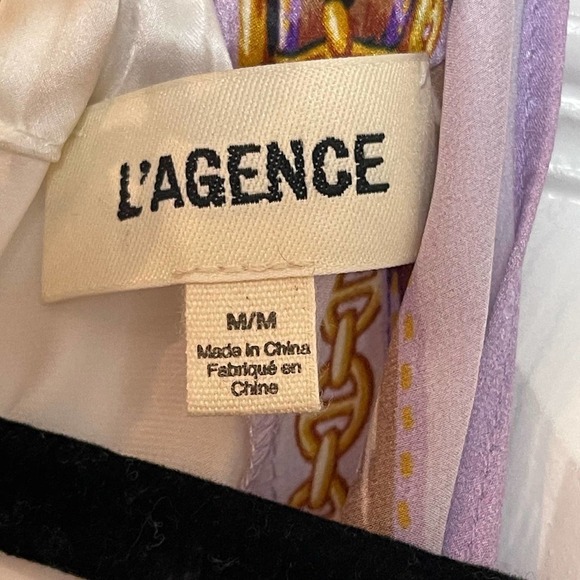 L'AGENCE
M/M
Made in China
Fabriqué en
Chine